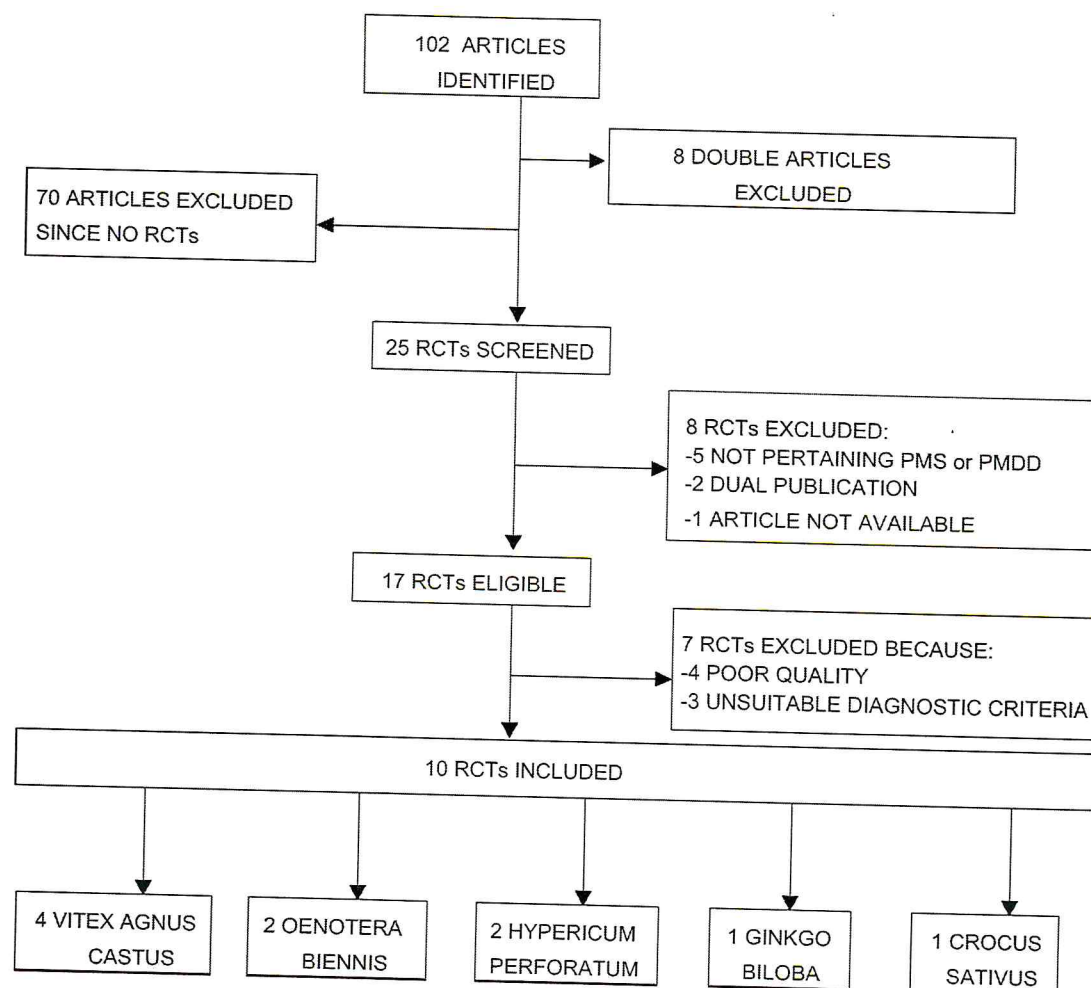 102 ARTICLES
IDENTIFIED
8 DOUBLE ARTICLES
EXCLUDED
70 ARTICLES EXCLUDED
SINCE NO RCTs
25 RCTs SCREENED
8 RCTs EXCLUDED:
-5 NOT PERTAINING PMS or PMDD
-2 DUAL PUBLICATION
-1 ARTICLE NOT AVAILABLE
17 RCTs ELIGIBLE
7 RCTs EXCLUDED BECAUSE:
-4 POOR QUALITY
-3 UNSUITABLE DIAGNOSTIC CRITERIA
10 RCTs INCLUDED
4 VITEX AGNUS
CASTUS
2 OENOTERA
BIENNIS
2 HYPERICUM
PERFORATUM
1 GINKGO
BILOBA
1 CROCUS
SATIVUS